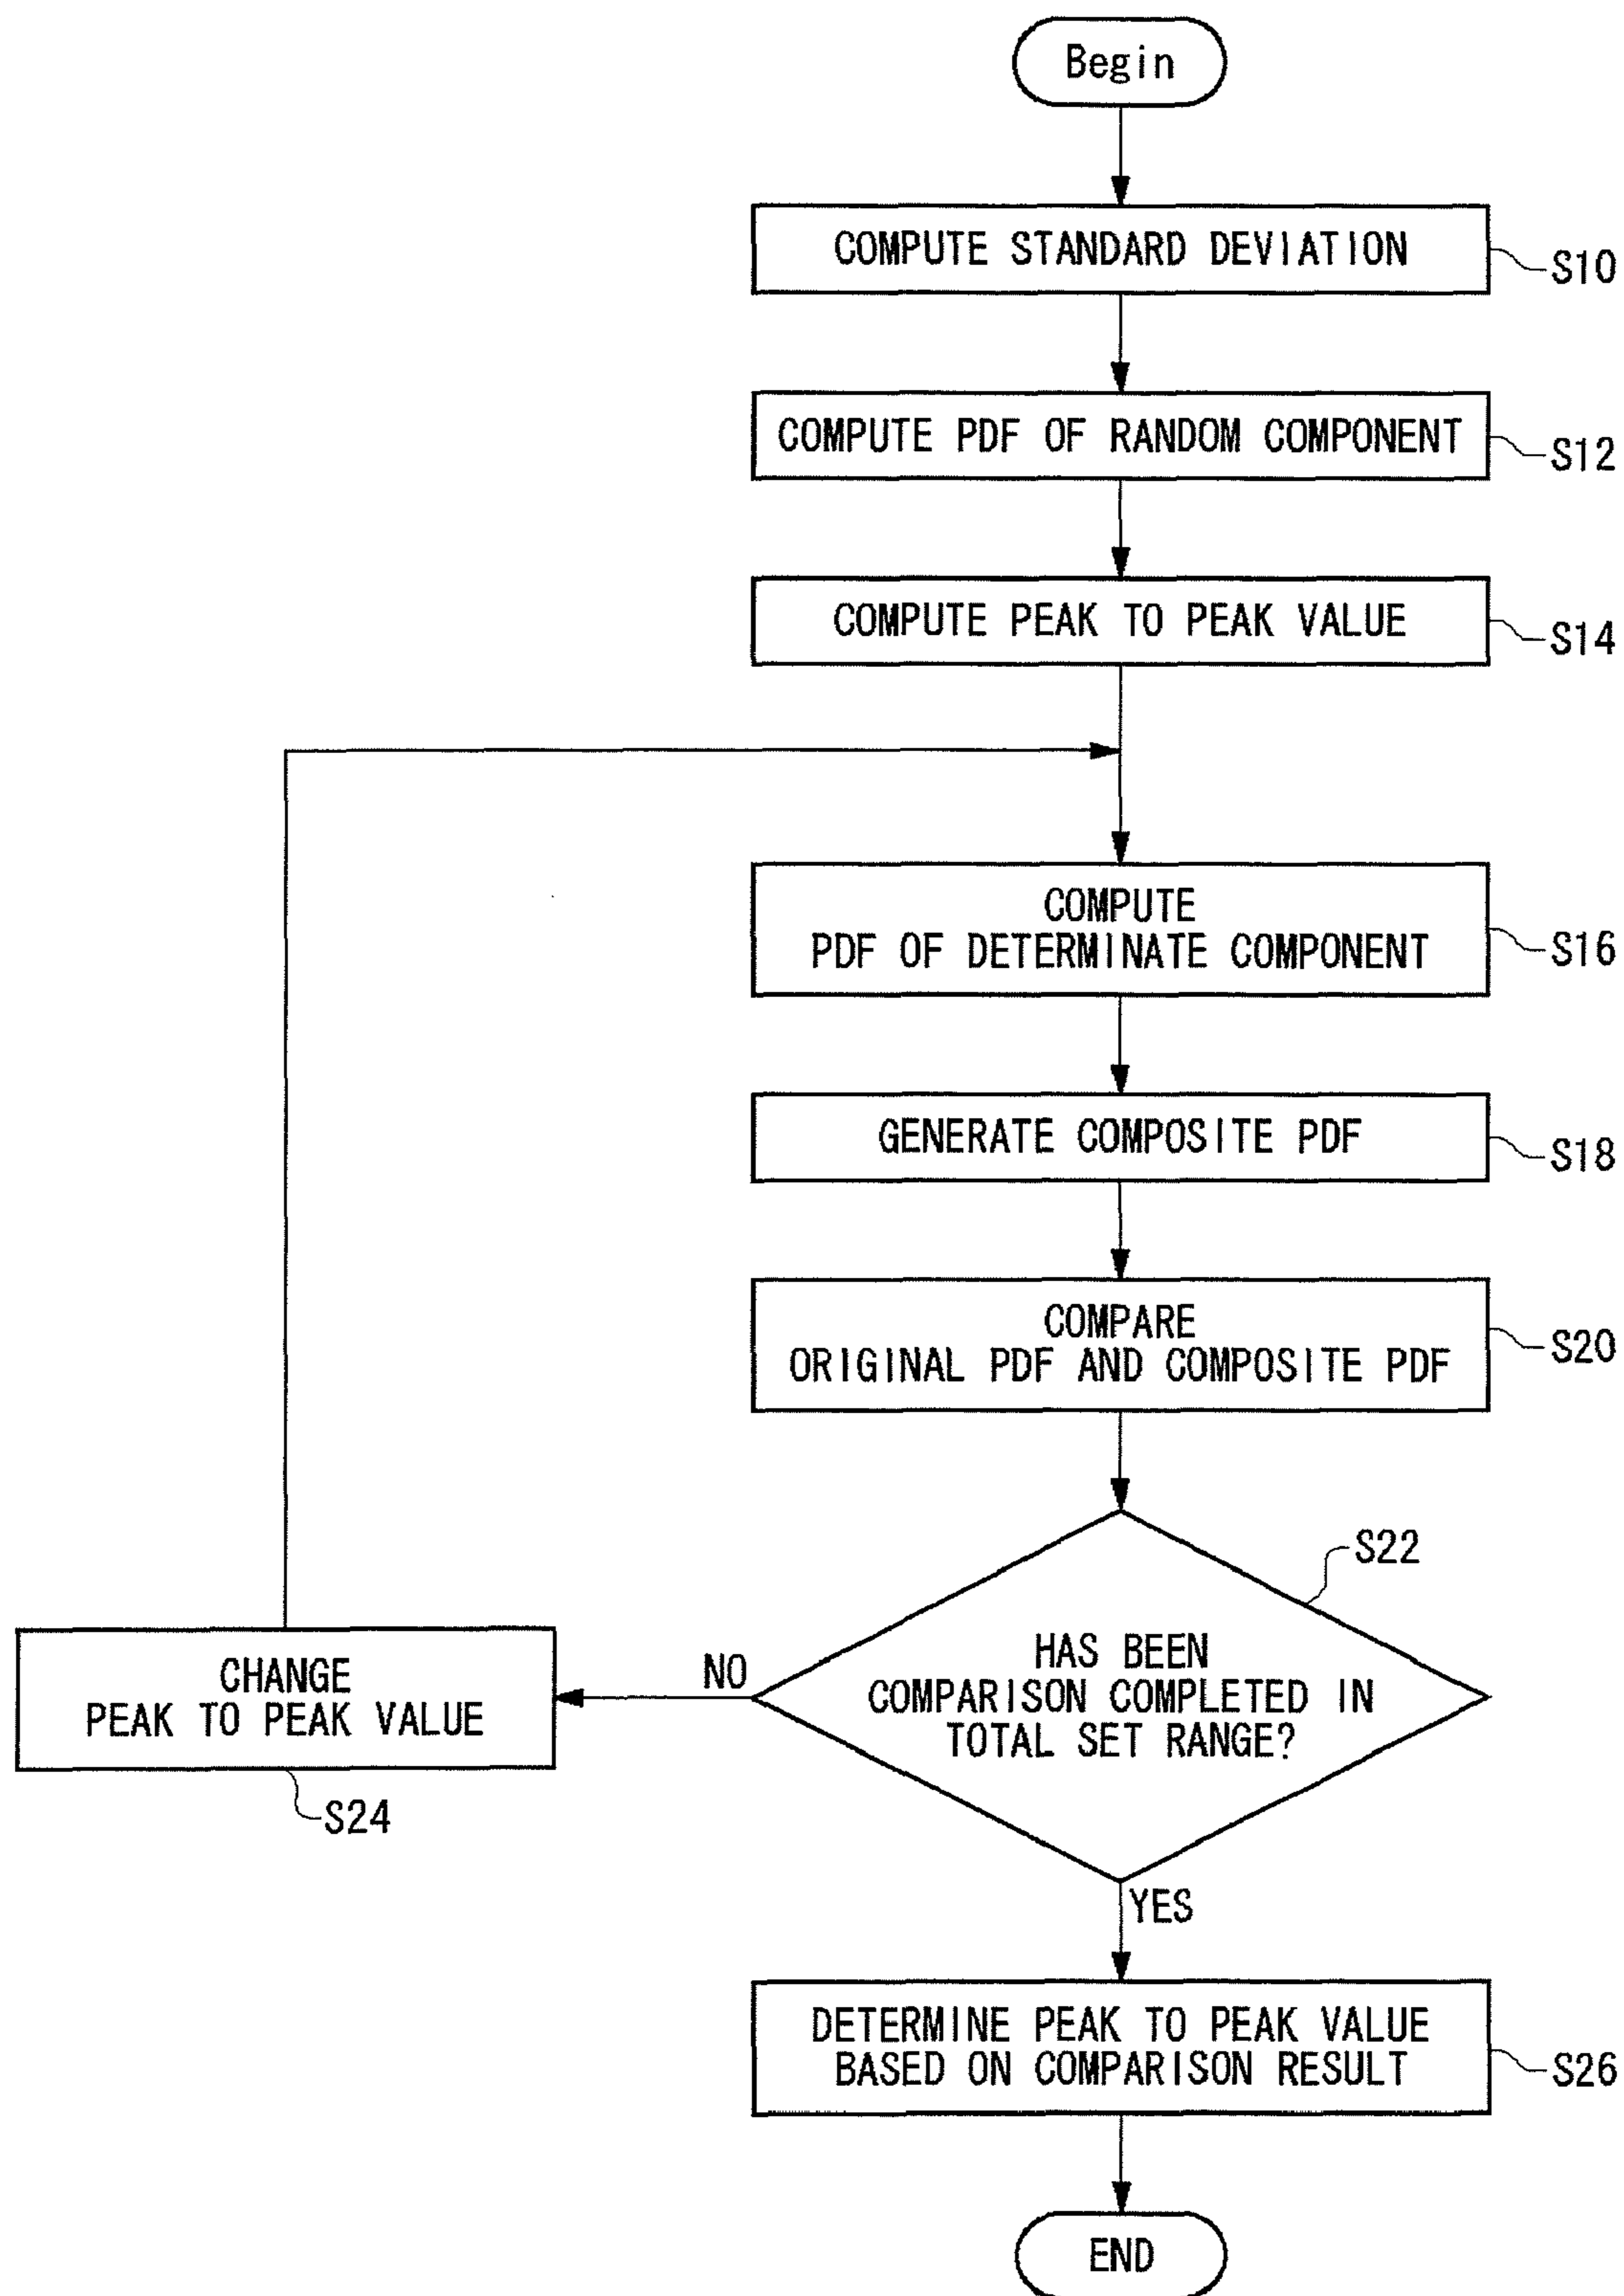 Begin
COMPUTE STANDARD DEVIATION
S10
COMPUTE PDF OF RANDOM COMPONENT
S12
COMPUTE PEAK TO PEAK VALUE
S14
COMPUTE
PDF OF DETERMINATE COMPONENT
S16
GENERATE COMPOSITE PDF
S18
COMPARE
ORIGINAL PDF AND COMPOSITE PDF
S20
S22
HAS BEEN
COMPARISON COMPLETED IN
TOTAL SET RANGE?
NO
CHANGE
PEAK TO PEAK VALUE
S24
YES
DETERMINE PEAK TO PEAK VALUE
BASED ON COMPARISON RESULT
S26
END